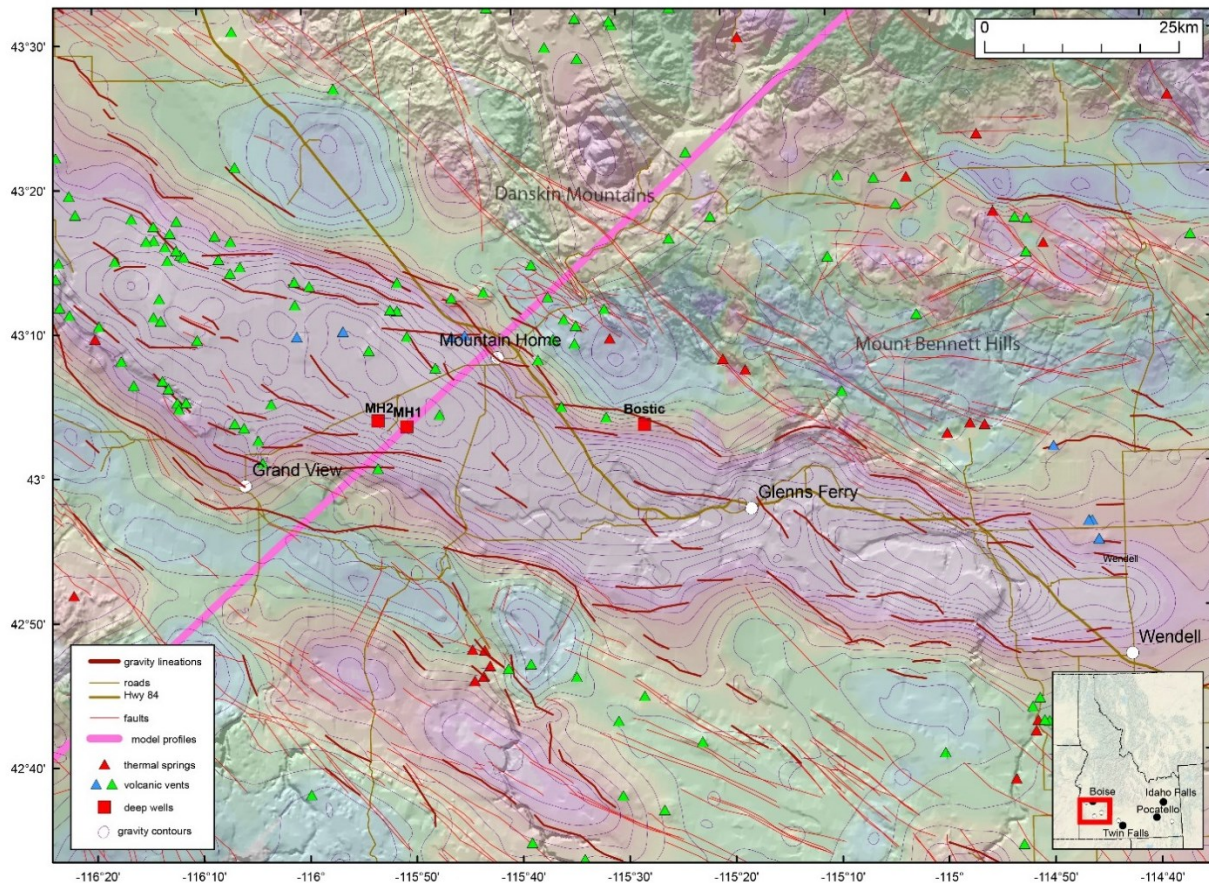 0 25km
43°30'
43°20'
43°10'
43°
42°50'
42°40'
Danskin Mountains
Mount Bennett Hills
Mountain Home
MH2 MH1
Bostic
Grand View
Glenns Ferry
Wendell
Wendell
gravity lineations
roads
Hwy 84
faults
model profiles
thermal springs
volcanic vents
deep wells
gravity contours
Boise
Idaho Falls
Pocatello
Twin Falls
-116°20' -116°10' -116° -115°50' -115°40' -115°30' -115°20' -115°10' -115° -114°50' -114°40'